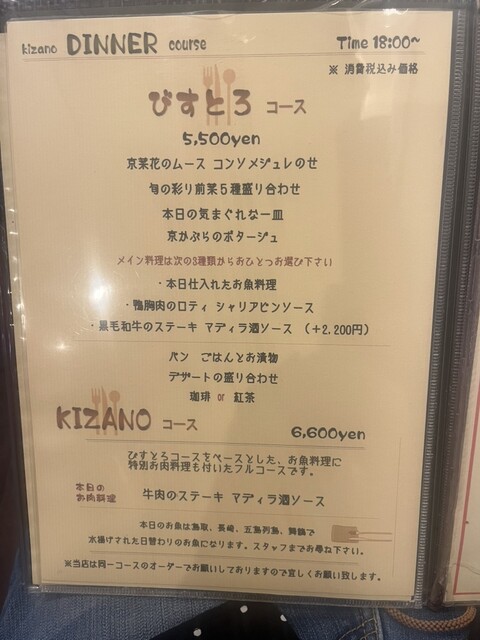 kizano DINNER course
Time 18:00~
※ 消費税込み価格
びすとろ コース
5,500yen
京茉花のムース コンソメジュレのせ
旬の彩り前菜5種盛り合わせ
本日の気まぐれな一皿
京かぶらのポタージュ
メイン料理は次の3種類からおひとつお選び下さい
・本日仕入れたお魚料理
・鴨胸肉のロティ シャリアピンソース
・黒毛和牛のステーキ マディラ酒ソース (+2.200円)
パン ごはんとお漬物
デザートの盛り合わせ
珈琲 or 紅茶
KIZANO コース
6,600yen
びすとろコースをベースとした、お魚料理に
特別お肉料理も付いたフルコースです。
本日の
お肉料理
牛肉のステーキ マディラ酒ソース
本日のお魚は鳥取、長崎、五島列島、舞鶴で
水揚げされた日替わりのお魚になります。スタッフまでお尋ね下さい。
※当店は同一コースのオーダーでお願いしておりますので宜しくお願い致します。